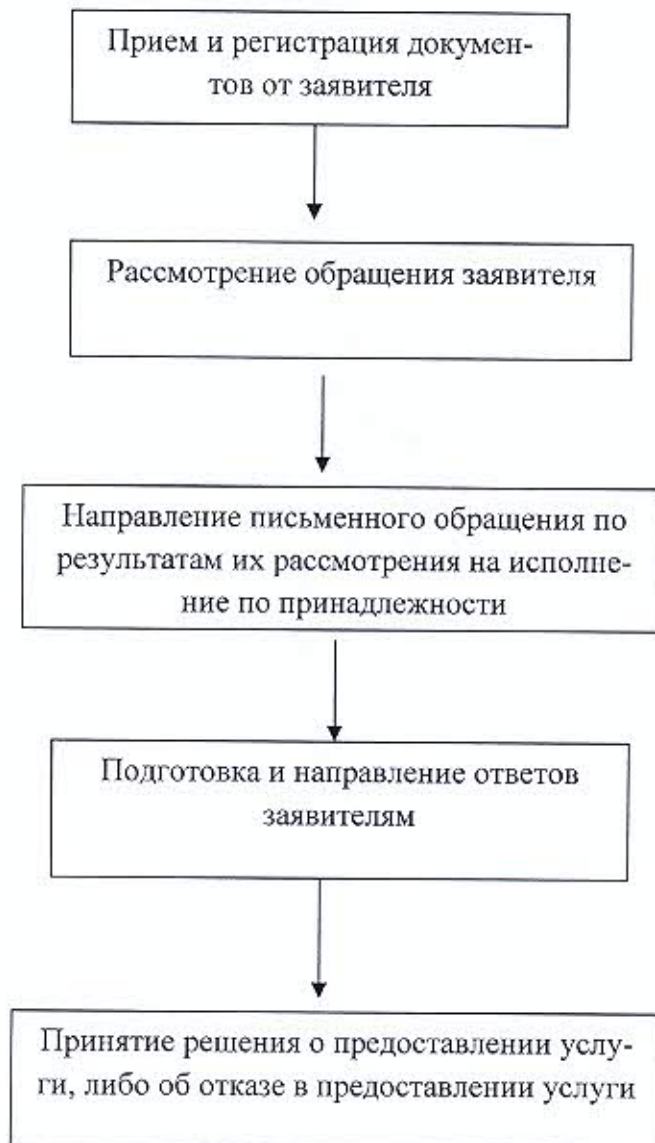 Прием и регистрация докумен-
тов от заявителя
Рассмотрение обращения заявителя
Направление письменного обращения по
результатам их рассмотрения на исполне-
ние по принадлежности
Подготовка и направление ответов
заявителям
Принятие решения о предоставлении услу-
ги, либо об отказе в предоставлении услуги